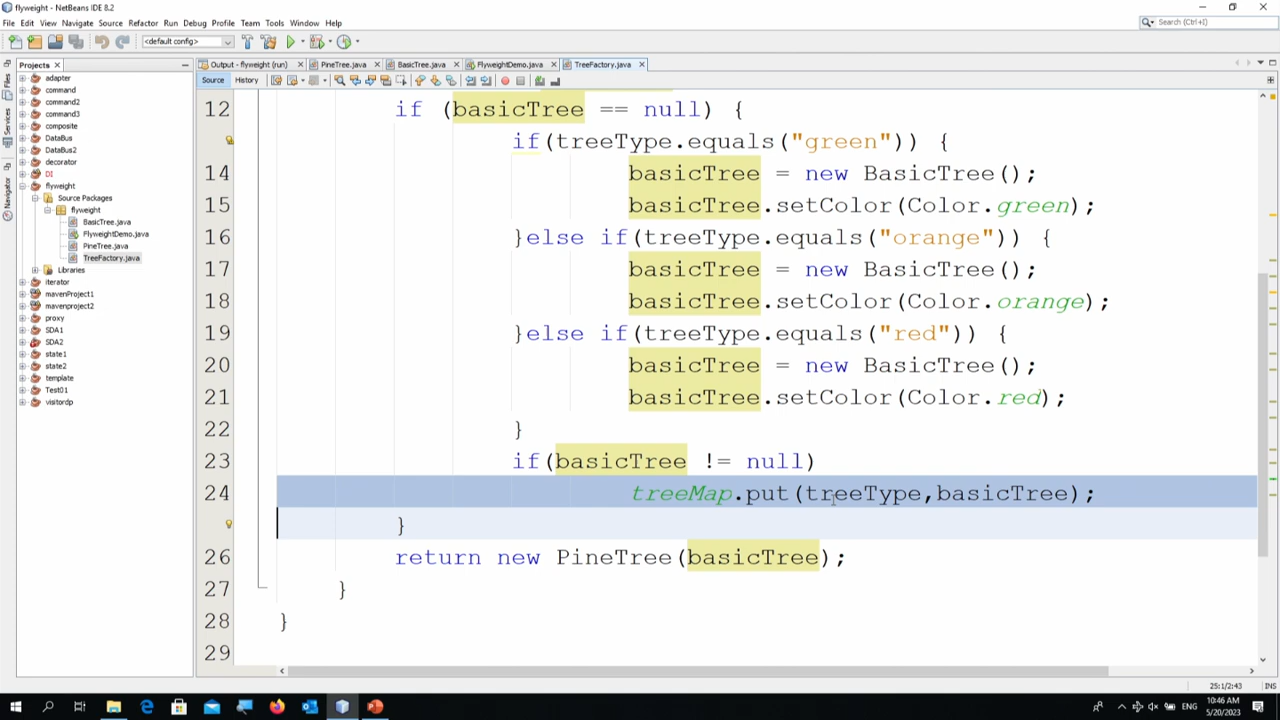 flyweight - NetBeans IDE 8.2
File Edit View Navigate Source Refactor Run Debug Profile Team Tools Window Help
<default config>
Search (Ctrl+I)
Projects
Output - flyweight (run) PineTree.java BasicTree.java FlyweightDemo.java TreeFactory.java
Source History
Files
Services
Navigator
adapter
command
command2
command3
composite
DataBus
DataBus2
decorator
DI
flyweight
Source Packages
flyweight
BasicTree.java
FlyweightDemo.java
PineTree.java
TreeFactory.java
Libraries
iterator
mavenProject1
mavenproject2
proxy
SDA1
SDA2
state1
state2
template
Test01
visitordp
12 if (basicTree == null) {
if(treeType.equals("green")) {
14 basicTree = new BasicTree();
15 basicTree.setColor(Color.green);
16 }else if(treeType.equals("orange")) {
17 basicTree = new BasicTree();
18 basicTree.setColor(Color.orange);
19 }else if(treeType.equals("red")) {
20 basicTree = new BasicTree();
21 basicTree.setColor(Color.red);
22 }
23 if(basicTree != null)
24 treeMap.put(treeType,basicTree);
}
26 return new PineTree(basicTree);
27 }
28 }
29
25:1/2:43 INS
ENG
10:46 AM
5/20/2023